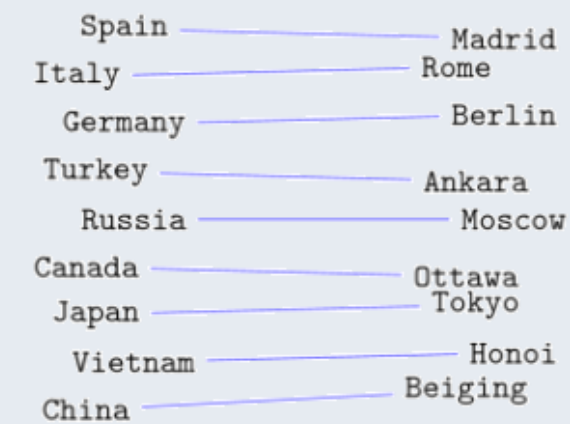 Spain Madrid
Italy Rome
Germany Berlin
Turkey Ankara
Russia Moscow
Canada Ottawa
Japan Tokyo
Vietnam Honoi
China Beiging